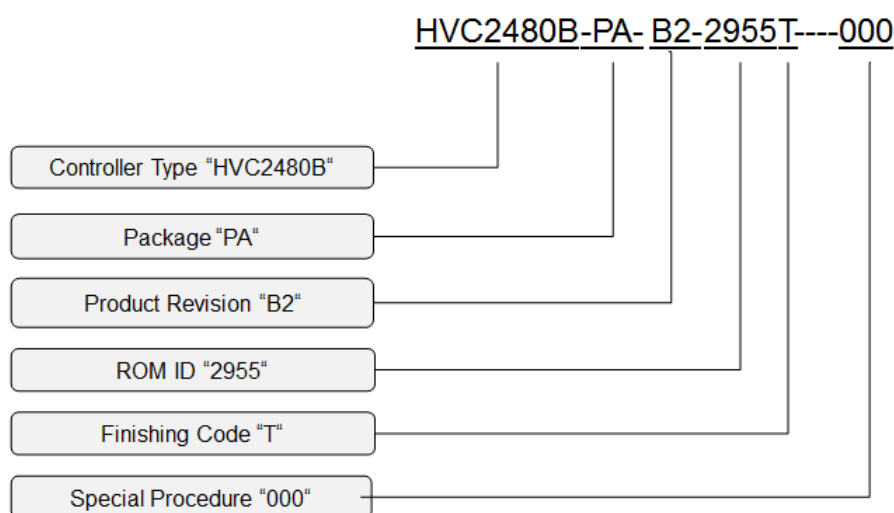 HVC2480B-PA- B2-2955T----000
Controller Type “HVC2480B“
Package “PA“
Product Revision “B2“
ROM ID “2955“
Finishing Code “T“
Special Procedure “000“